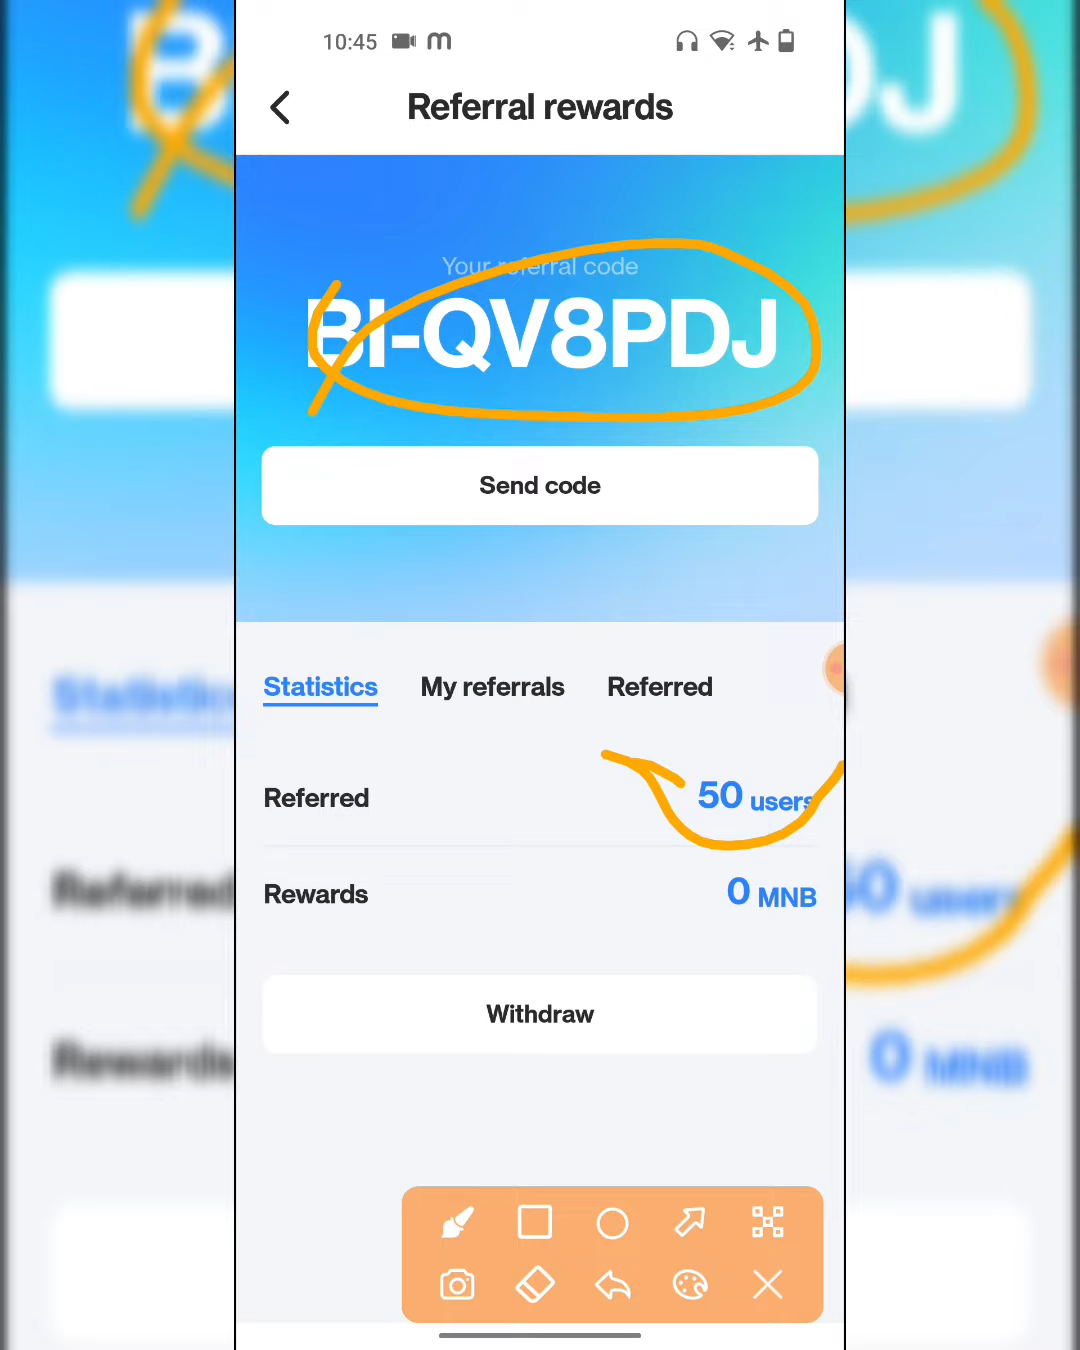 10:45
Referral rewards
Your referral code
BI-QV8PDJ
Send code
Statistics My referrals Referred
Referred 50 users
Rewards 0 MNB
Withdraw